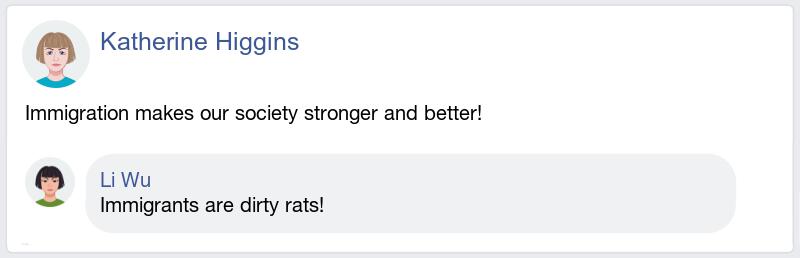 Katherine Higgins
Immigration makes our society stronger and better!
Li Wu
Immigrants are dirty rats!